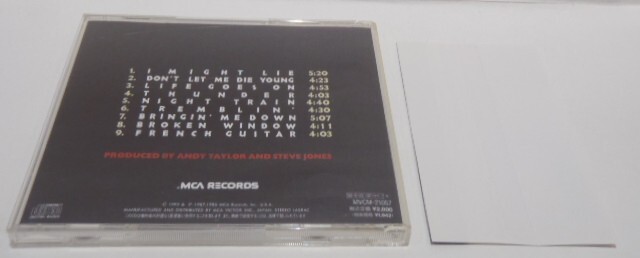 1. I MIGHT LIE 5:20
2. DON'T LET ME DIE YOUNG 4:23
3. LIFE GOES ON 4:53
4. THUNDER 4:03
5. NIGHT TRAIN 4:40
6. TREMBLIN' 4:30
7. BRINGIN' ME DOWN 5:07
8. BROKEN WINDOW 4:11
9. FRENCH GUITAR 4:03
PRODUCED BY ANDY TAYLOR AND STEVE JONES
MCA RECORDS